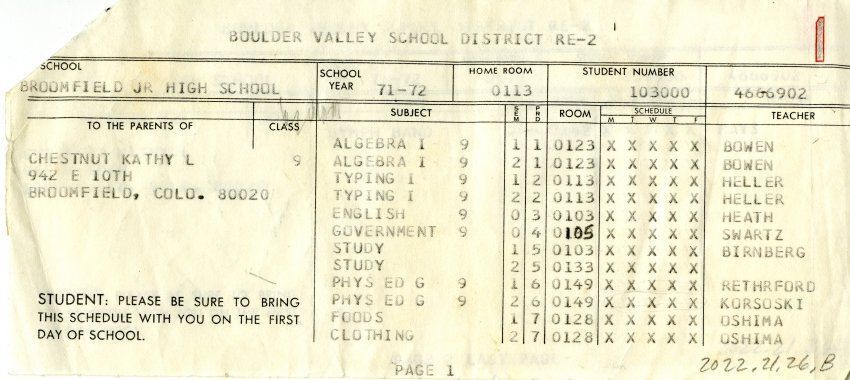 BOULDER VALLEY SCHOOL DISTRICT RE-2
SCHOOL SCHOOL YEAR HOME ROOM STUDENT NUMBER
BROOMFIELD JR HIGH SCHOOL 71-72 0113 103000 4666902
TO THE PARENTS OF CLASS SUBJECT SEM PRD ROOM SCHEDULE M T W T F TEACHER
CHESTNUT KATHY L 9
942 E 10TH
BROOMFIELD, COLO. 80020
ALGEBRA I 9 1 1 0123 X X X X X BOWEN
ALGEBRA I 9 2 1 0123 X X X X X BOWEN
TYPING I 9 1 2 0113 X X X X X HELLER
TYPING I 9 2 2 0113 X X X X X HELLER
ENGLISH 9 0 3 0103 X X X X X HEATH
GOVERNMENT 9 0 4 0105 X X X X X SWARTZ
STUDY 1 5 0103 X X X X X BIRNBERG
STUDY 2 5 0133 X X X X X
PHYS ED G 9 1 6 0149 X X X X X RETHRFORD
PHYS ED G 9 2 6 0149 X X X X X KORSOSKI
FOODS 1 7 0128 X X X X X OSHIMA
CLOTHING 2 7 0128 X X X X X OSHIMA
STUDENT: PLEASE BE SURE TO BRING
THIS SCHEDULE WITH YOU ON THE FIRST
DAY OF SCHOOL.
PAGE 1
2022.21.26.B